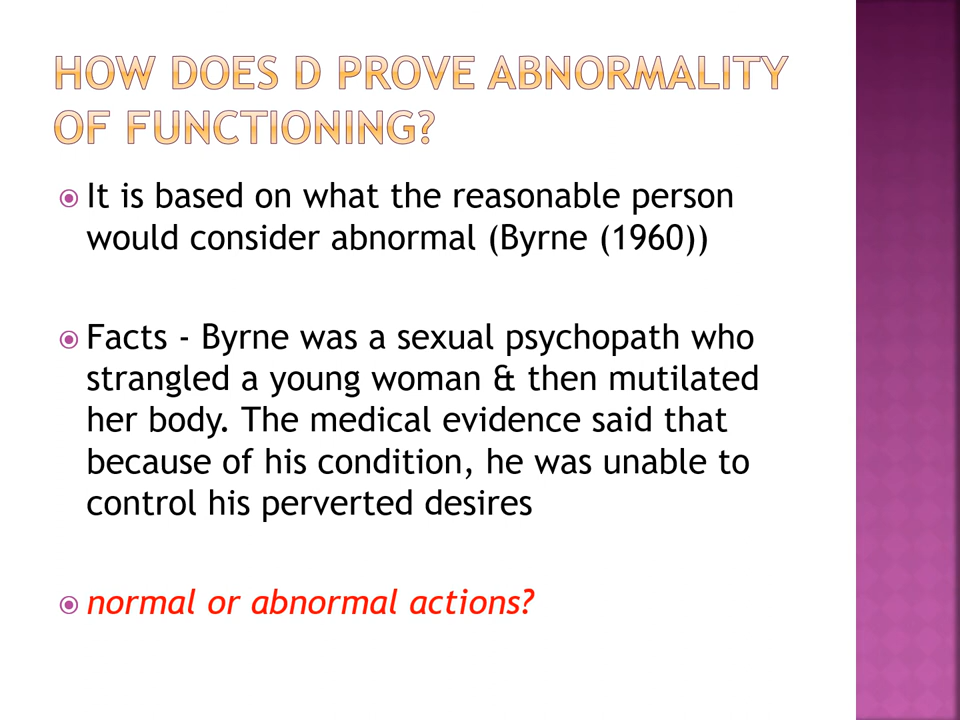 HOW DOES D PROVE ABNORMALITY
OF FUNCTIONING?
It is based on what the reasonable person
would consider abnormal (Byrne (1960))
Facts - Byrne was a sexual psychopath who
strangled a young woman & then mutilated
her body. The medical evidence said that
because of his condition, he was unable to
control his perverted desires
normal or abnormal actions?